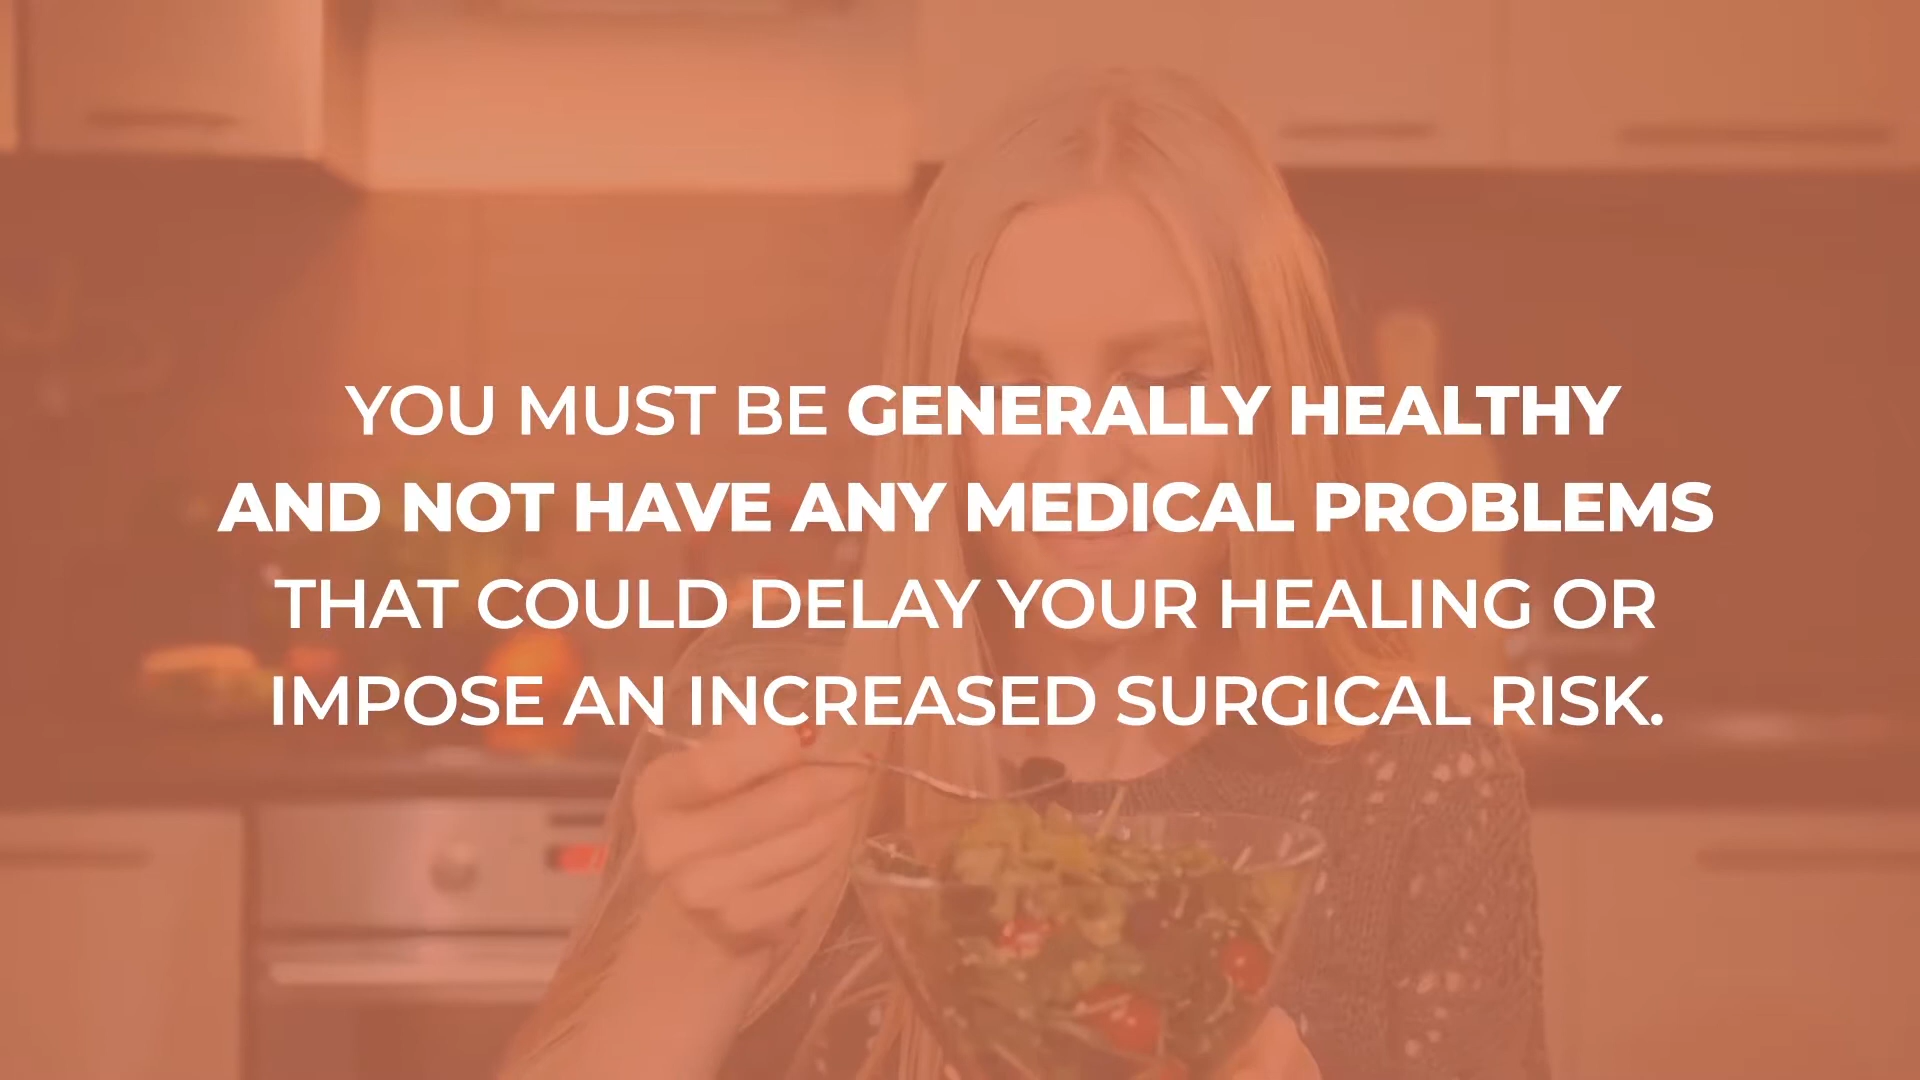 YOU MUST BE GENERALLY HEALTHY
AND NOT HAVE ANY MEDICAL PROBLEMS
THAT COULD DELAY YOUR HEALING OR
IMPOSE AN INCREASED SURGICAL RISK.